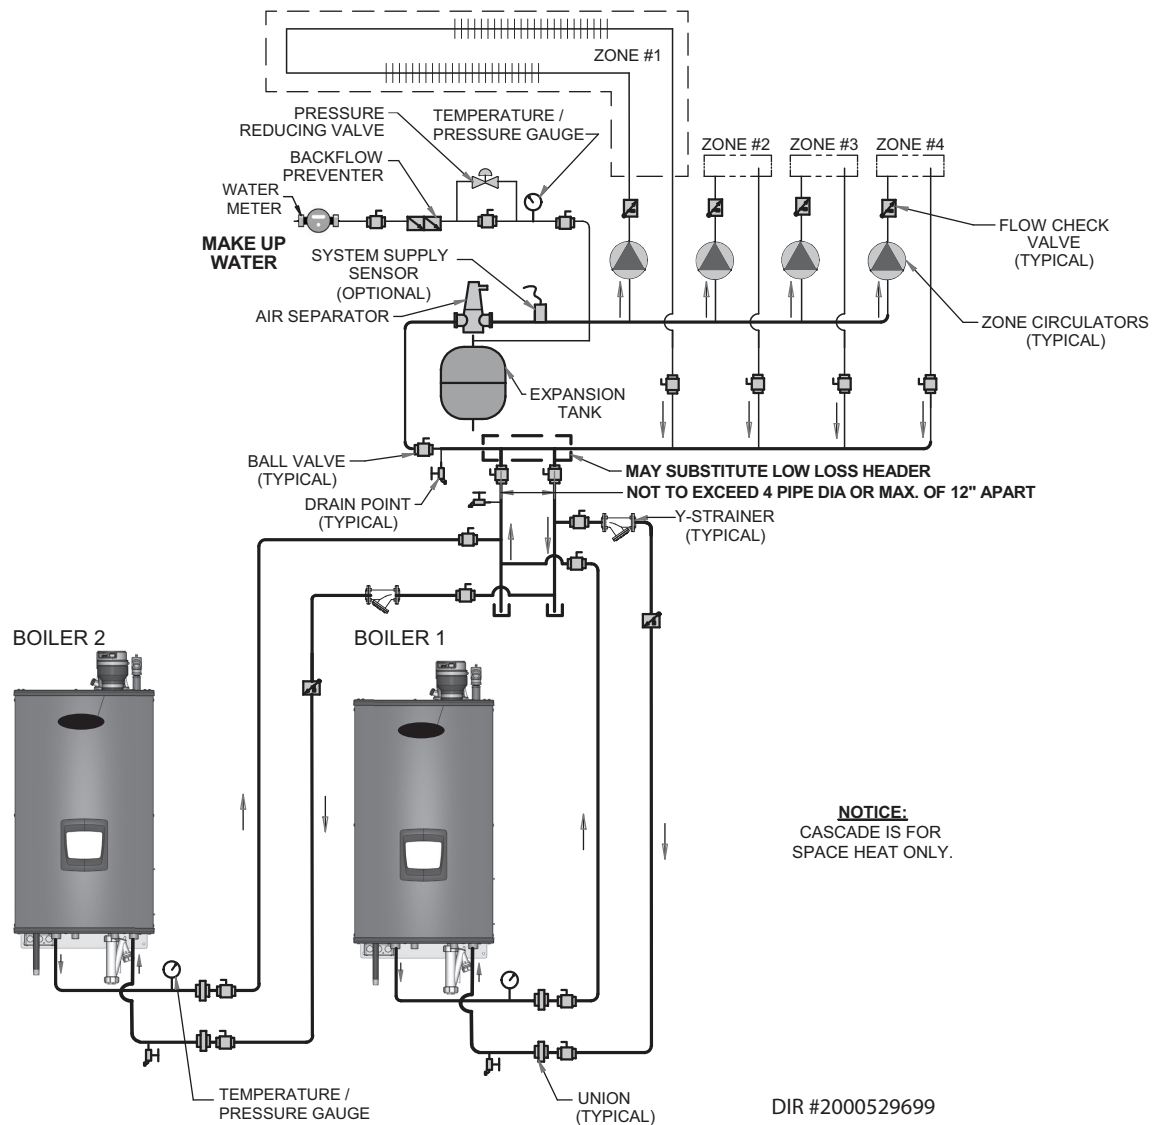 ZONE #1
PRESSURE
REDUCING VALVE
TEMPERATURE /
PRESSURE GAUGE
BACKFLOW
PREVENTER
ZONE #2
ZONE #3
ZONE #4
WATER
METER
MAKE UP
WATER
SYSTEM SUPPLY
SENSOR
(OPTIONAL)
FLOW CHECK
VALVE
(TYPICAL)
AIR SEPARATOR
ZONE CIRCULATORS
(TYPICAL)
EXPANSION
TANK
BALL VALVE
(TYPICAL)
MAY SUBSTITUTE LOW LOSS HEADER
NOT TO EXCEED 4 PIPE DIA OR MAX. OF 12" APART
DRAIN POINT
(TYPICAL)
Y-STRAINER
(TYPICAL)
BOILER 2
BOILER 1
NOTICE:
CASCADE IS FOR
SPACE HEAT ONLY.
TEMPERATURE /
PRESSURE GAUGE
UNION
(TYPICAL)
DIR #2000529699